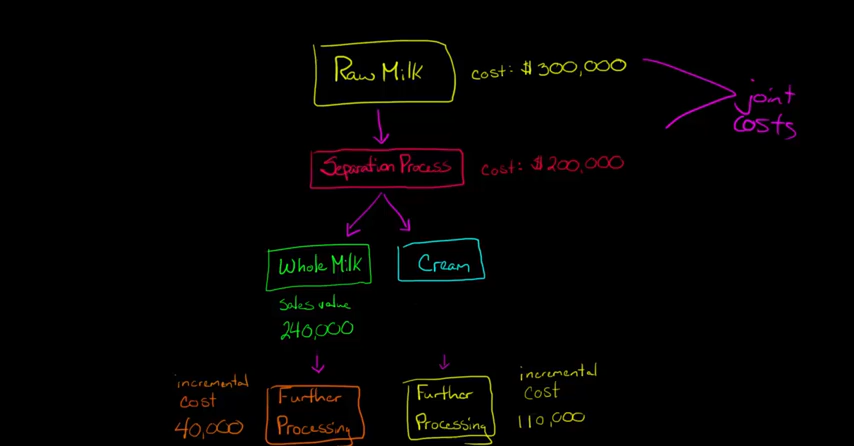 Raw Milk
cost: $300,000
joint
costs
Separation Process
cost: $200,000
Whole Milk
Cream
sales value
240,000
incremental
cost
40,000
Further
Processing
Further
Processing
incremental
cost
110,000